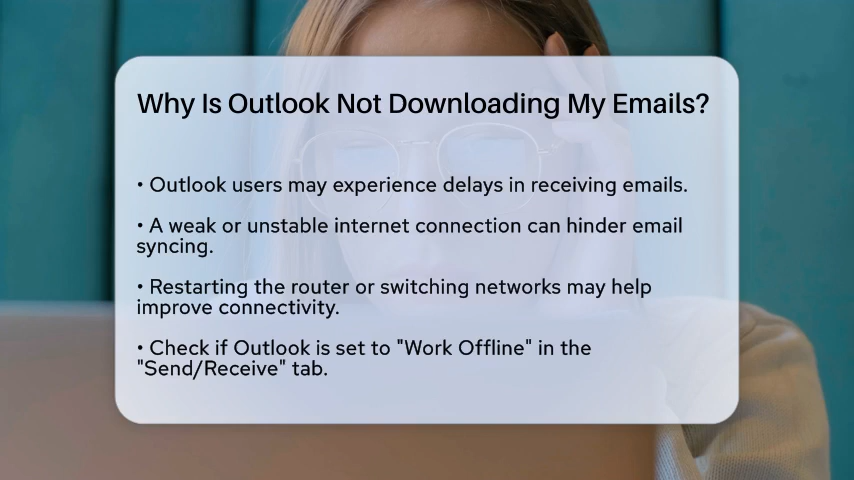 Why Is Outlook Not Downloading My Emails?
• Outlook users may experience delays in receiving emails.
• A weak or unstable internet connection can hinder email
syncing.
• Restarting the router or switching networks may help
improve connectivity.
• Check if Outlook is set to "Work Offline" in the
"Send/Receive" tab.